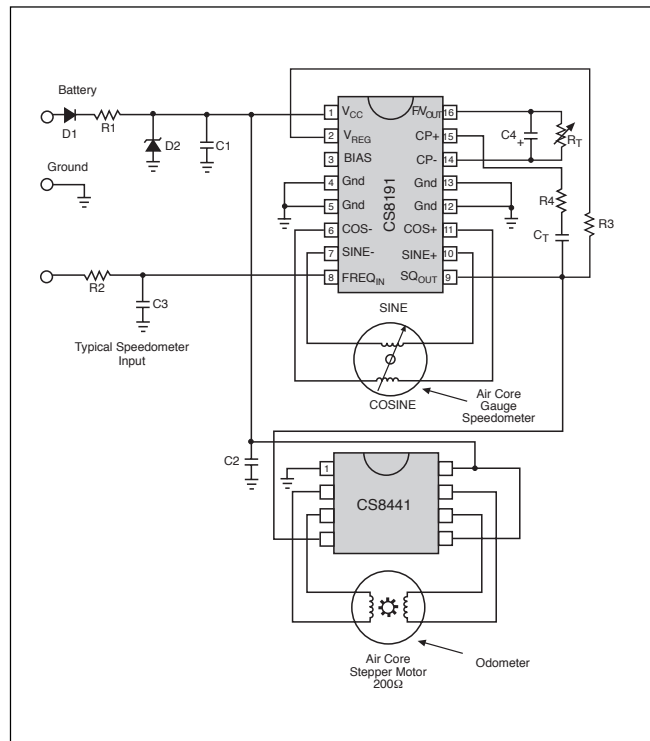 Battery
D1
R1
D2
C1
Ground
R2
C3
Typical Speedometer
Input
1
2
3
4
5
6
7
8
VCC
VREG
BIAS
Gnd
Gnd
COS-
SINE-
FREQIN
CS8191
F/VOUT
CP+
CP-
Gnd
Gnd
COS+
SINE+
SQOUT
16
15
14
13
12
11
10
9
C4
+
RT
R4
CT
R3
SINE
COSINE
Air Core
Gauge
Speedometer
C2
1
CS8441
Air Core
Stepper Motor
200Ω
Odometer